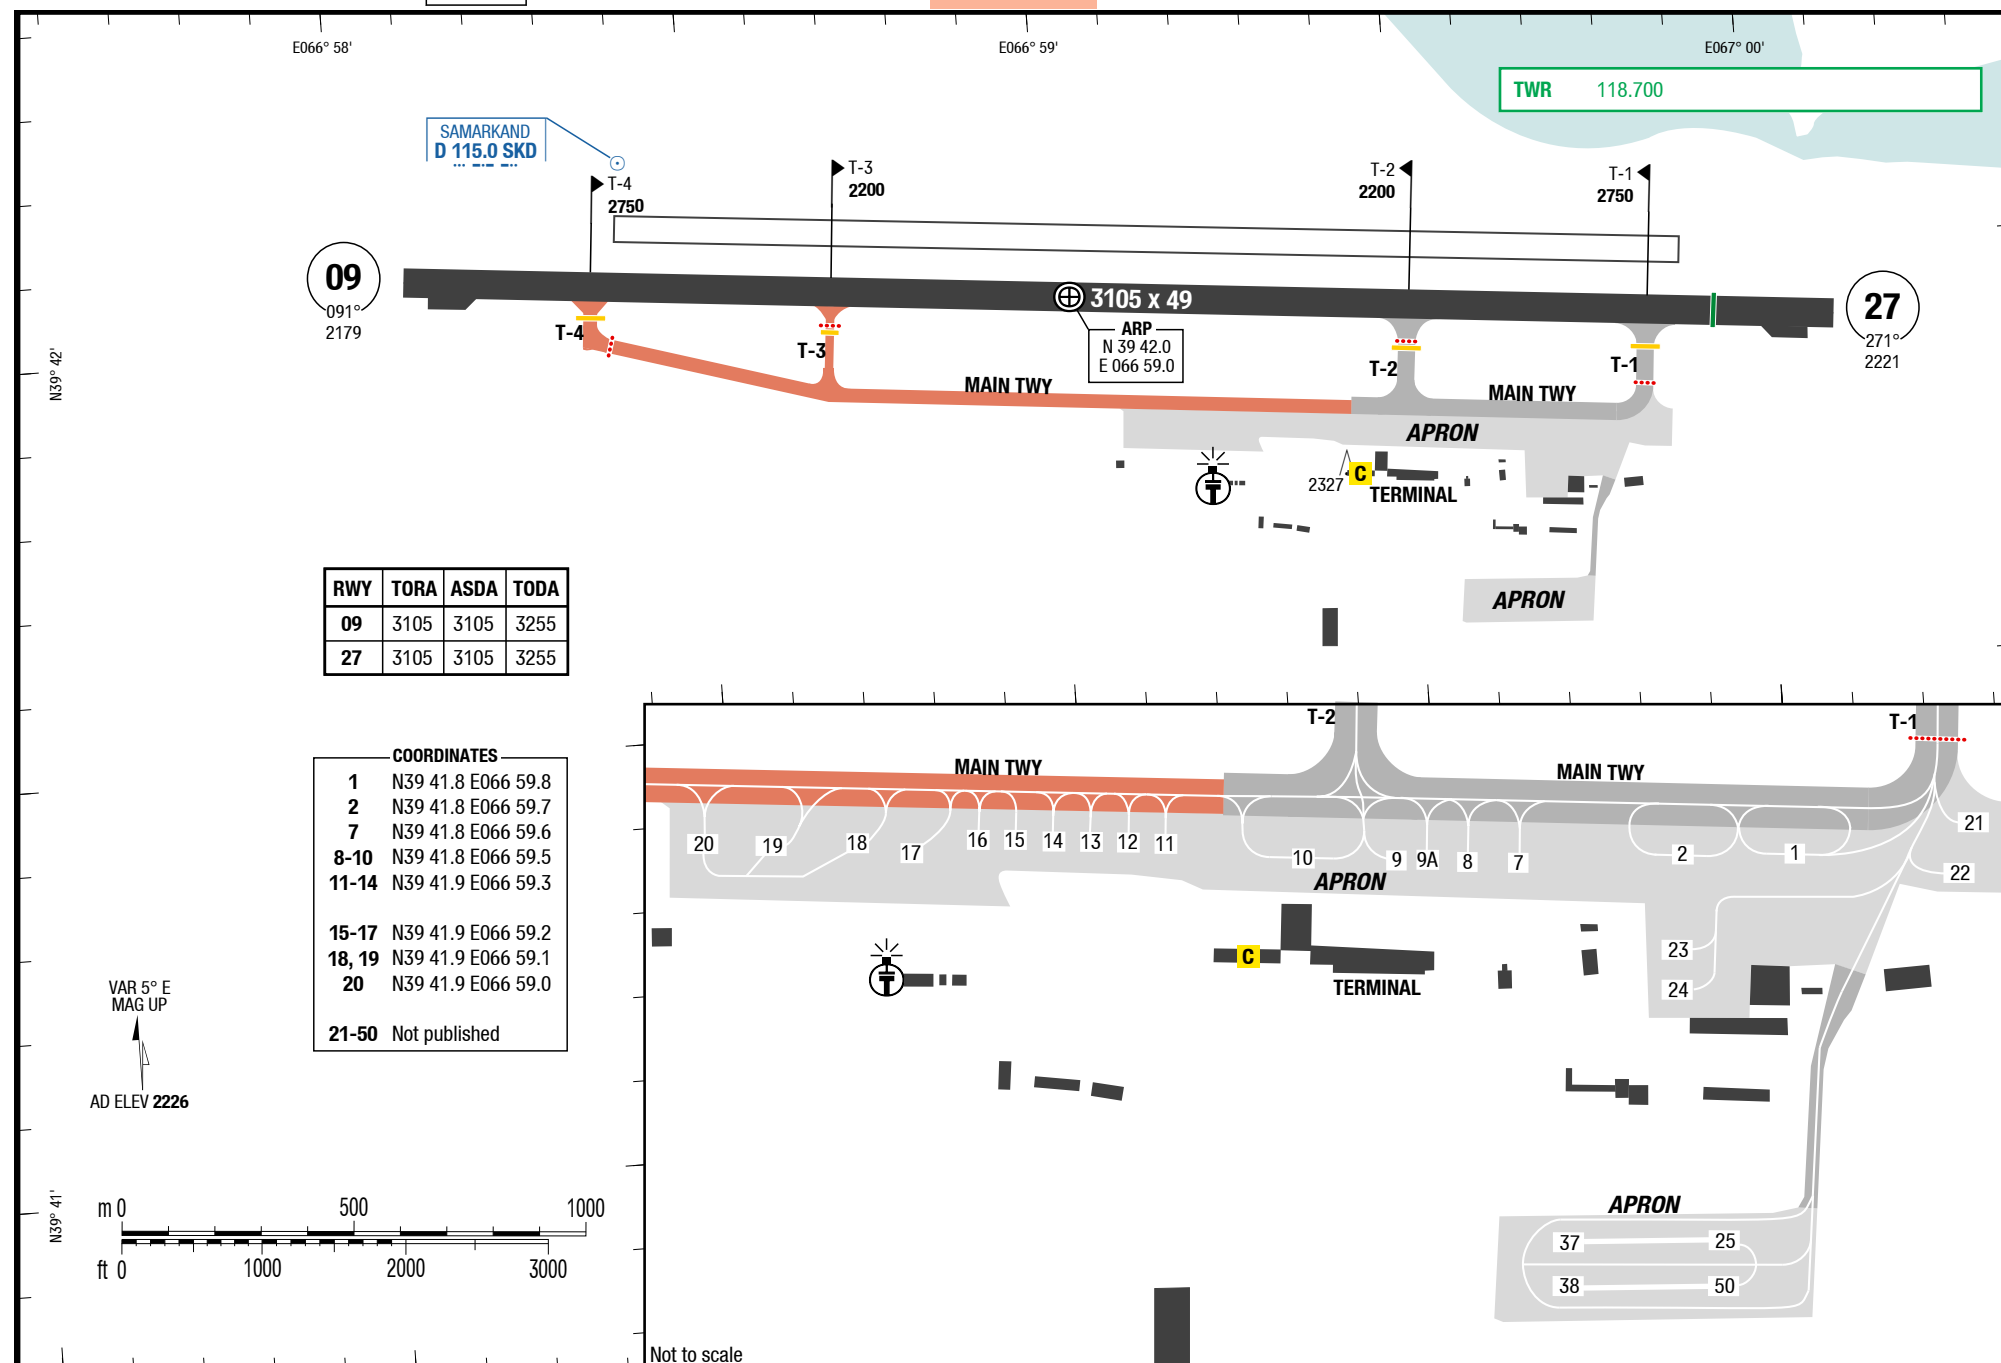 E066° 58'
E066° 59'
E067° 00'
TWR 118.700
SAMARKAND
D 115.0 SKD
T-4
2750
T-3
2200
T-2
2200
T-1
2750
09
091°
2179
3105 x 49
27
271°
2221
ARP
N 39 42.0
E 066 59.0
T-4
T-3
T-2
T-1
MAIN TWY
MAIN TWY
N39° 42'
APRON
2327
C
TERMINAL
APRON
RWY TORA ASDA TODA
09 3105 3105 3255
27 3105 3105 3255
COORDINATES
1 N39 41.8 E066 59.8
2 N39 41.8 E066 59.7
7 N39 41.8 E066 59.6
8-10 N39 41.8 E066 59.5
11-14 N39 41.9 E066 59.3
15-17 N39 41.9 E066 59.2
18, 19 N39 41.9 E066 59.1
20 N39 41.9 E066 59.0
21-50 Not published
VAR 5° E
MAG UP
AD ELEV 2226
N39° 41'
m 0 500 1000
ft 0 1000 2000 3000
T-2
T-1
MAIN TWY
MAIN TWY
20 19 18 17 16 15 14 13 12 11 10 9 9A 8 7 2 1 21
22
APRON
23
24
C
TERMINAL
APRON
37 25
38 50
Not to scale